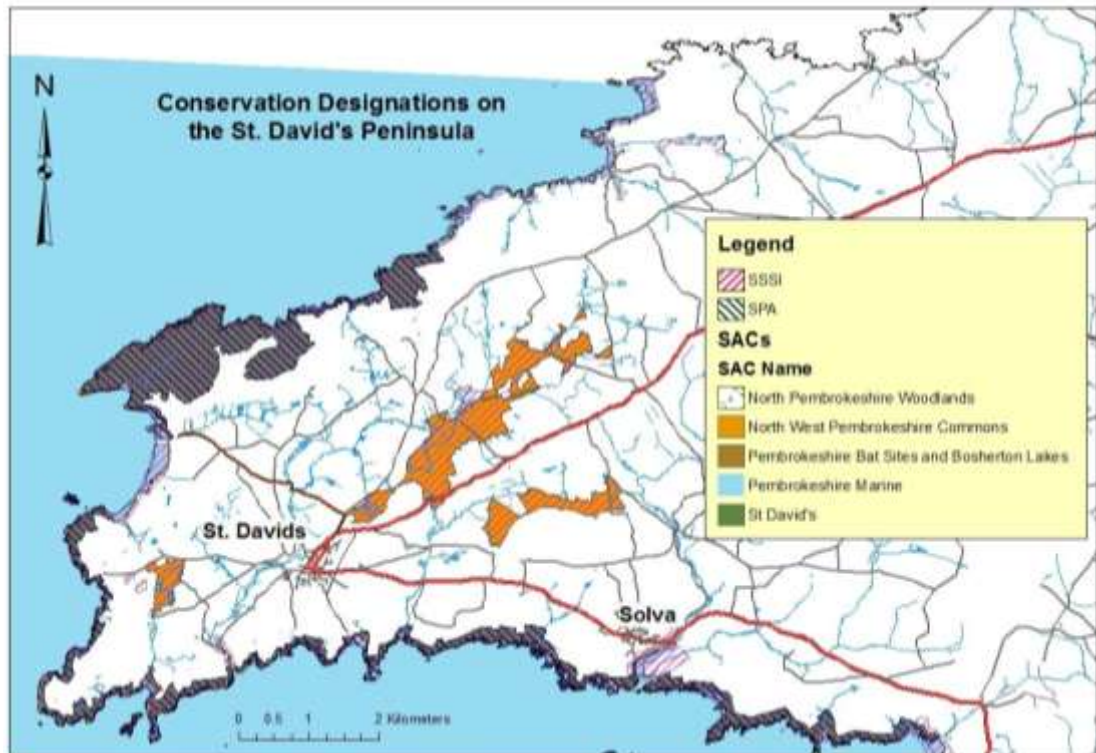 N
Conservation Designations on
the St. David's Peninsula
Legend
SSSI
SPA
SACs
SAC Name
North Pembrokeshire Woodlands
North West Pembrokeshire Commons
Pembrokeshire Bat Sites and Bosherton Lakes
Pembrokeshire Marine
St David's
St. Davids
Solva
0 0.5 1 2 Kilometers